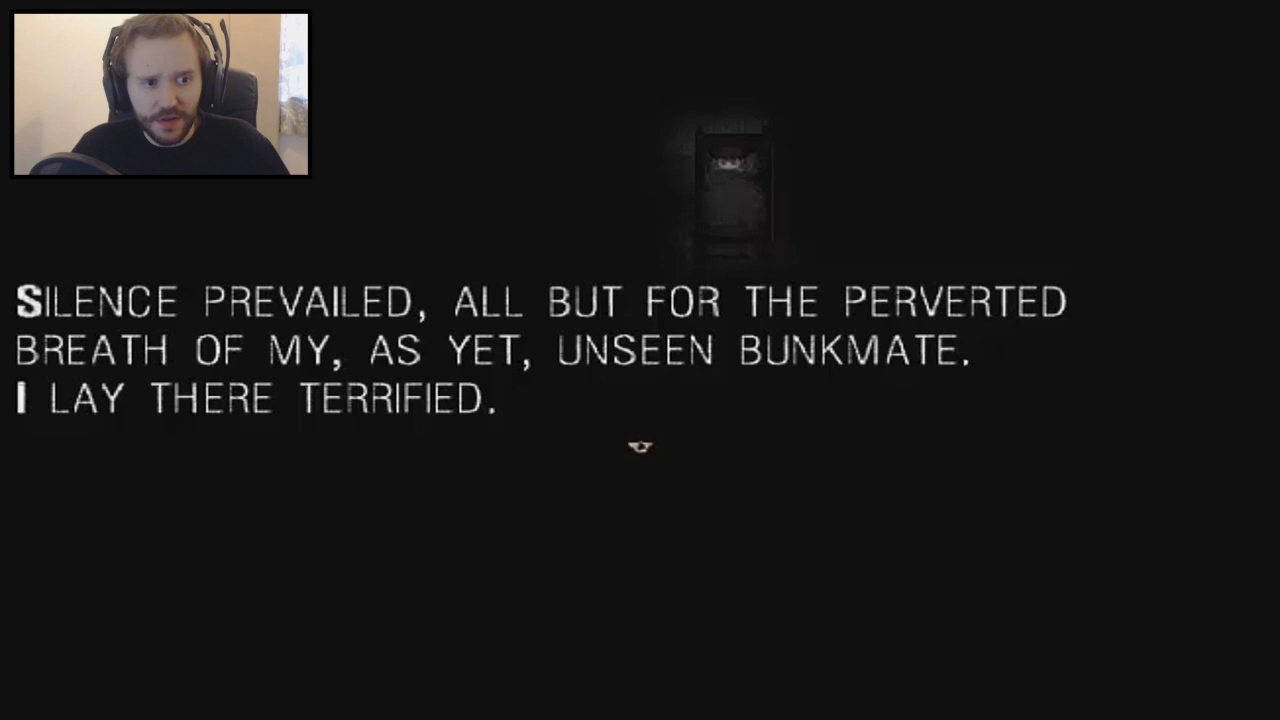 SILENCE PREVAILED, ALL BUT FOR THE PERVERTED
BREATH OF MY, AS YET, UNSEEN BUNKMATE.
I LAY THERE TERRIFIED.